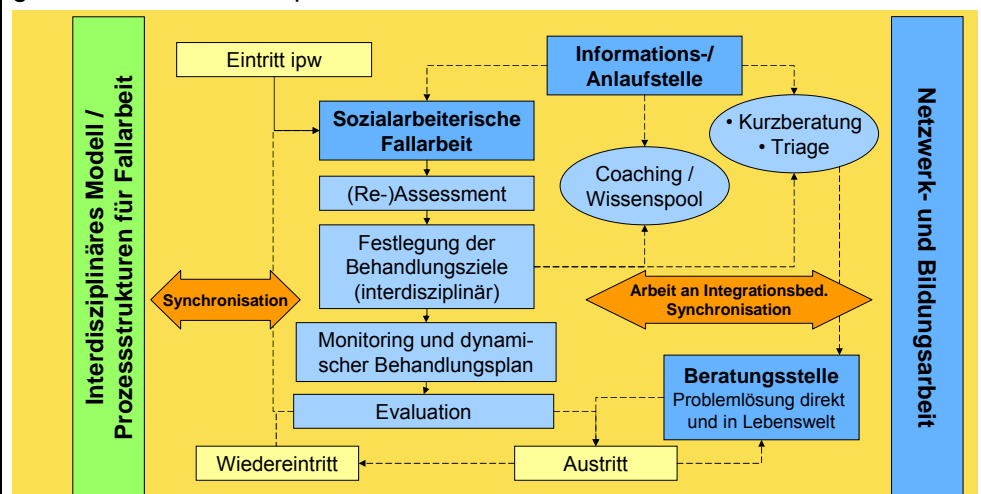 Interdisziplinäres Modell /
Prozessstrukturen für Fallarbeit
Eintritt ipw
Informations-/
Anlaufstelle
Sozialarbeiterische
Fallarbeit
• Kurzberatung
• Triage
(Re-)Assessment
Coaching /
Wissenspool
Festlegung der
Behandlungsziele
(interdisziplinär)
Synchronisation
Arbeit an Integrationsbed.
Synchronisation
Monitoring und dynami-
scher Behandlungsplan
Beratungsstelle
Problemlösung direkt
und in Lebenswelt
Evaluation
Wiedereintritt
Austritt
Netzwerk- und Bildungsarbeit